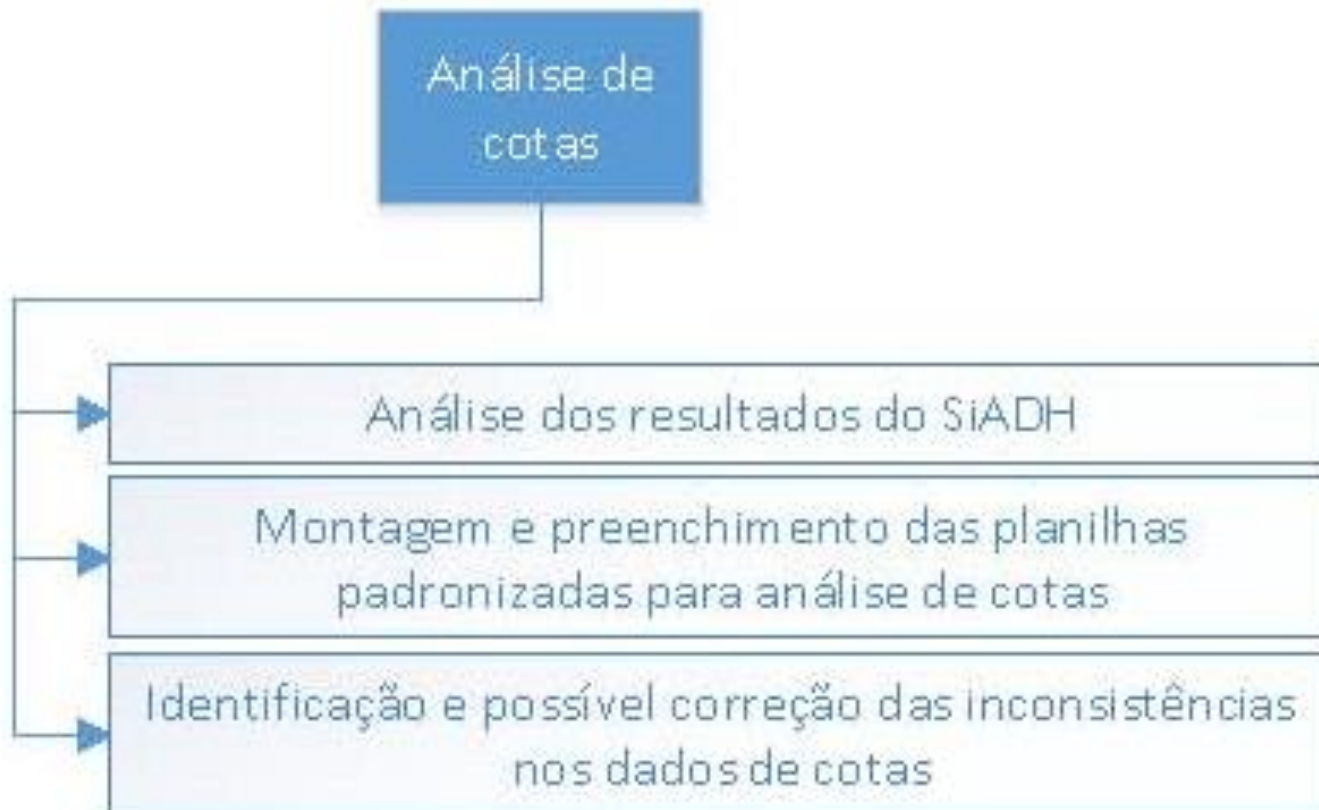 Análise de
cotas
Análise dos resultados do SiADH
Montagem e preenchimento das planilhas
padronizadas para análise de cotas
Identificação e possível correção das inconsistências
nos dados de cotas